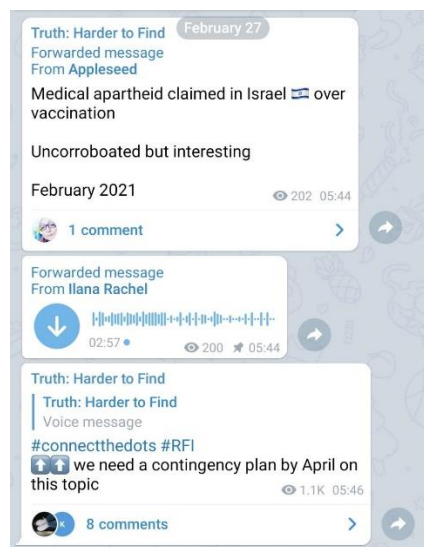 February 27
Truth: Harder to Find
Forwarded message
From Appleseed
Medical apartheid claimed in Israel 🇮🇱 over
vaccination
Uncorroboated but interesting
February 2021
202 05:44
1 comment
Forwarded message
From Ilana Rachel
02:57
200 05:44
Truth: Harder to Find
Truth: Harder to Find
Voice message
#connectthedots #RFI
⬆️⬆️ we need a contingency plan by April on
this topic
1.1K 05:46
K
8 comments